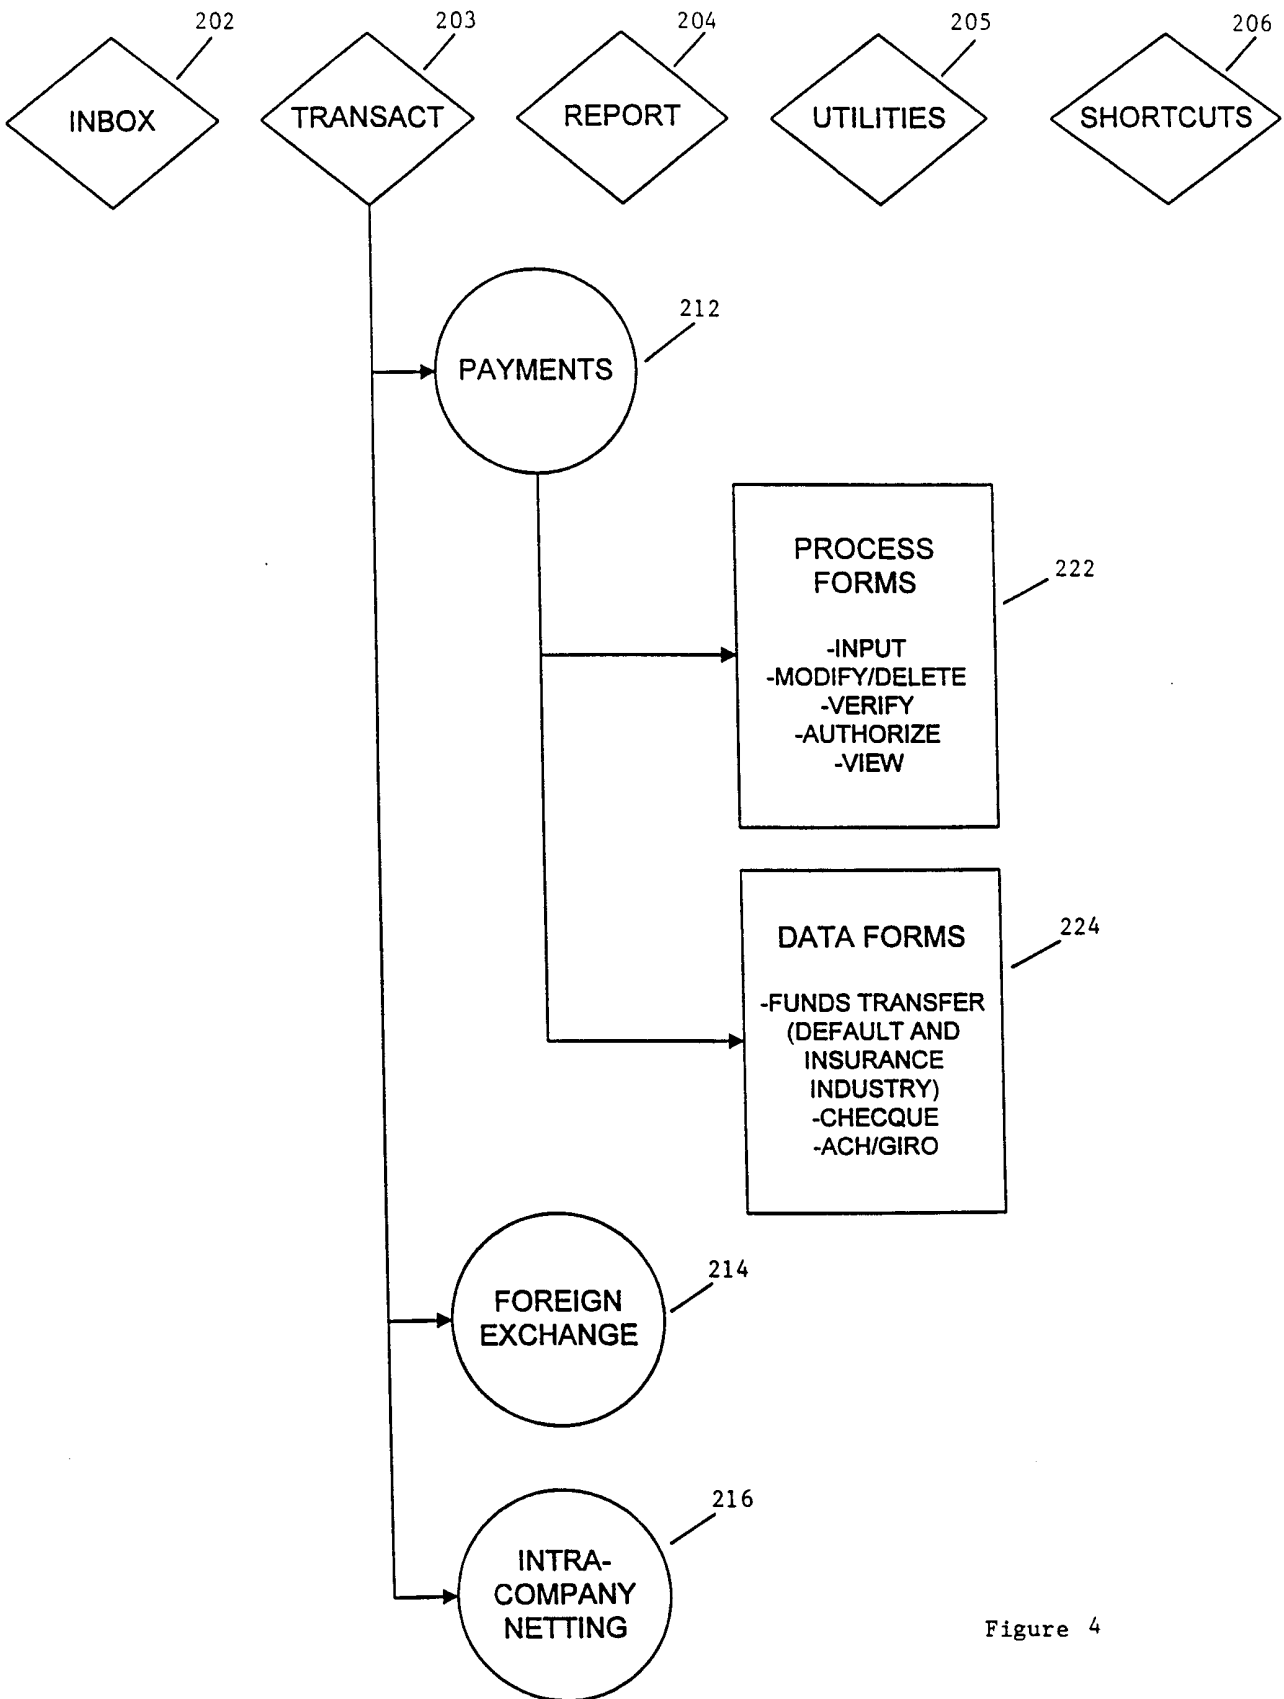 202
203
204
205
206
INBOX
TRANSACT
REPORT
UTILITIES
SHORTCUTS
212
PAYMENTS
PROCESS
FORMS
222
-INPUT
-MODIFY/DELETE
-VERIFY
-AUTHORIZE
-VIEW
DATA FORMS
224
-FUNDS TRANSFER
(DEFAULT AND
INSURANCE
INDUSTRY)
-CHECQUE
-ACH/GIRO
214
FOREIGN
EXCHANGE
216
INTRA-
COMPANY
NETTING
Figure 4